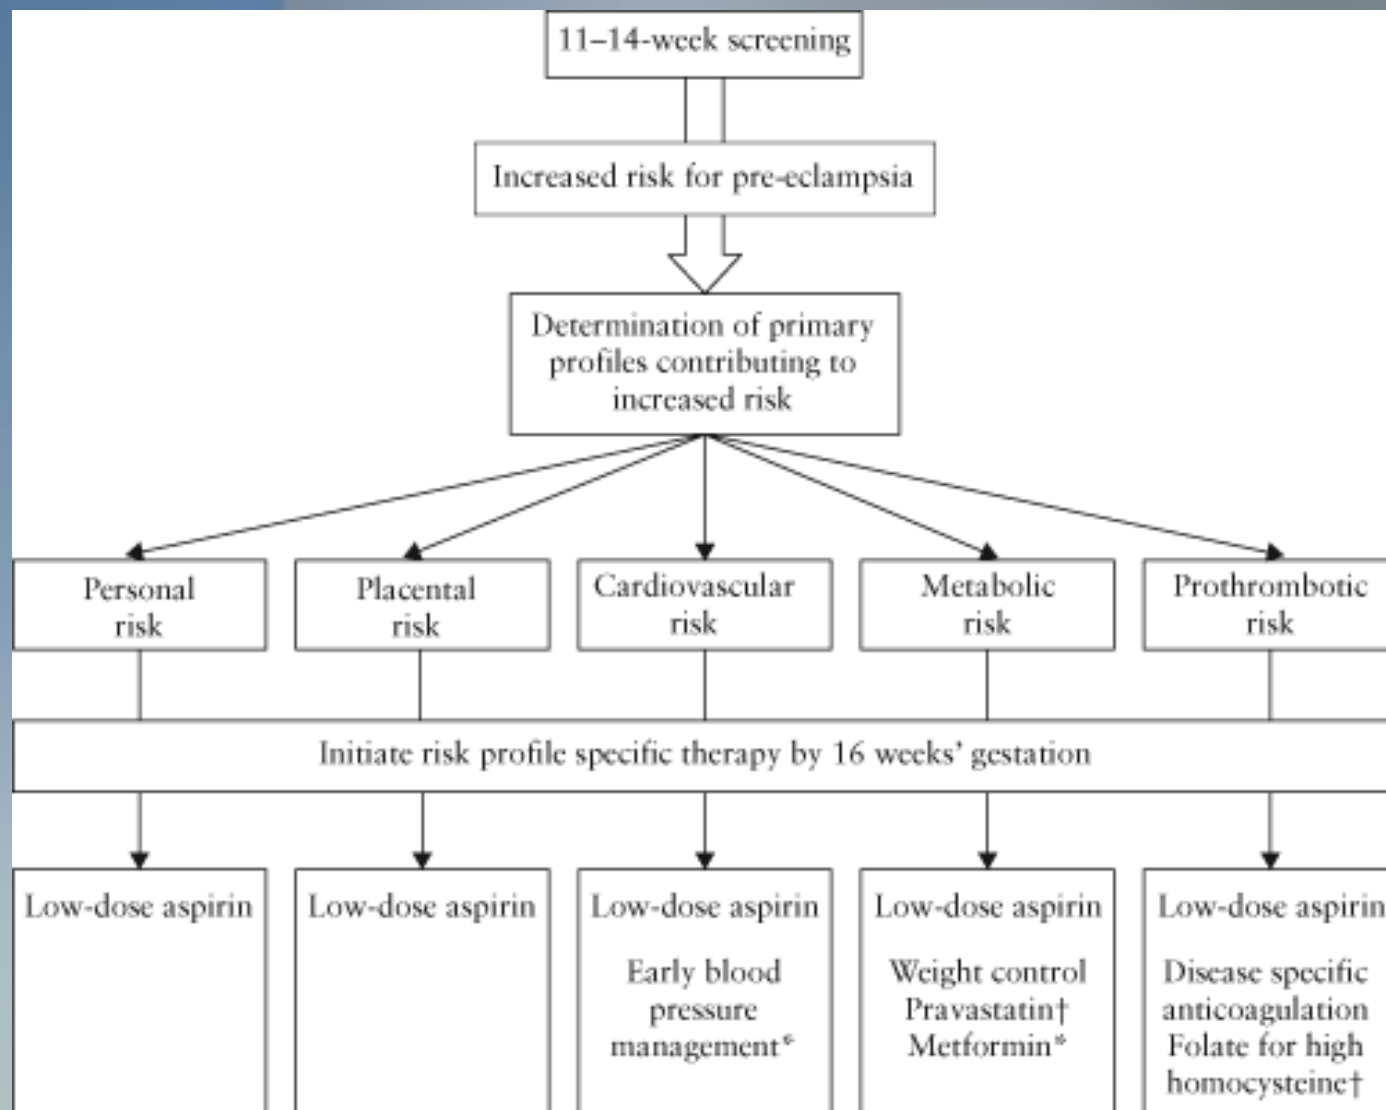 11–14-week screening
Increased risk for pre-eclampsia
Determination of primary
profiles contributing to
increased risk
Personal
risk
Placental
risk
Cardiovascular
risk
Metabolic
risk
Prothrombotic
risk
Initiate risk profile specific therapy by 16 weeks’ gestation
Low-dose aspirin
Low-dose aspirin
Low-dose aspirin
Early blood
pressure
management*
Low-dose aspirin
Weight control
Pravastatin†
Metformin*
Low-dose aspirin
Disease specific
anticoagulation
Folate for high
homocysteine†